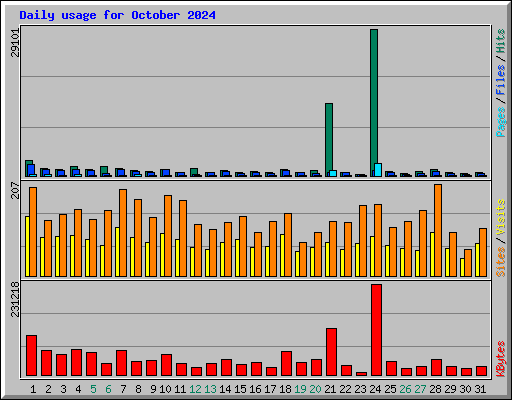 Daily usage for October 2024
29101
Pages / Files / Hits
207
Sites / Visits
231218
KBytes
1 2 3 4 5 6 7 8 9 10 11 12 13 14 15 16 17 18 19 20 21 22 23 24 25 26 27 28 29 30 31